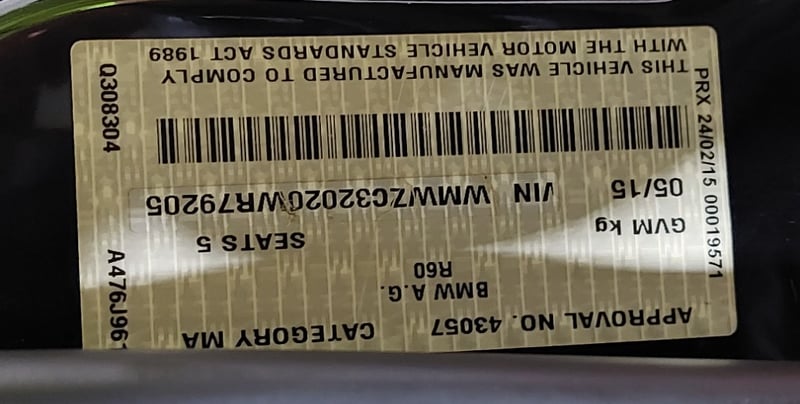 APPROVAL NO. 43057 CATEGORY MA
BMW A.G.
R60
GVM kg SEATS 5
05/15 VIN WMWZC32020WR79205
THIS VEHICLE WAS MANUFACTURED TO COMPLY
WITH THE MOTOR VEHICLE STANDARDS ACT 1989
PRX 24/02/15 00019571
Q308304